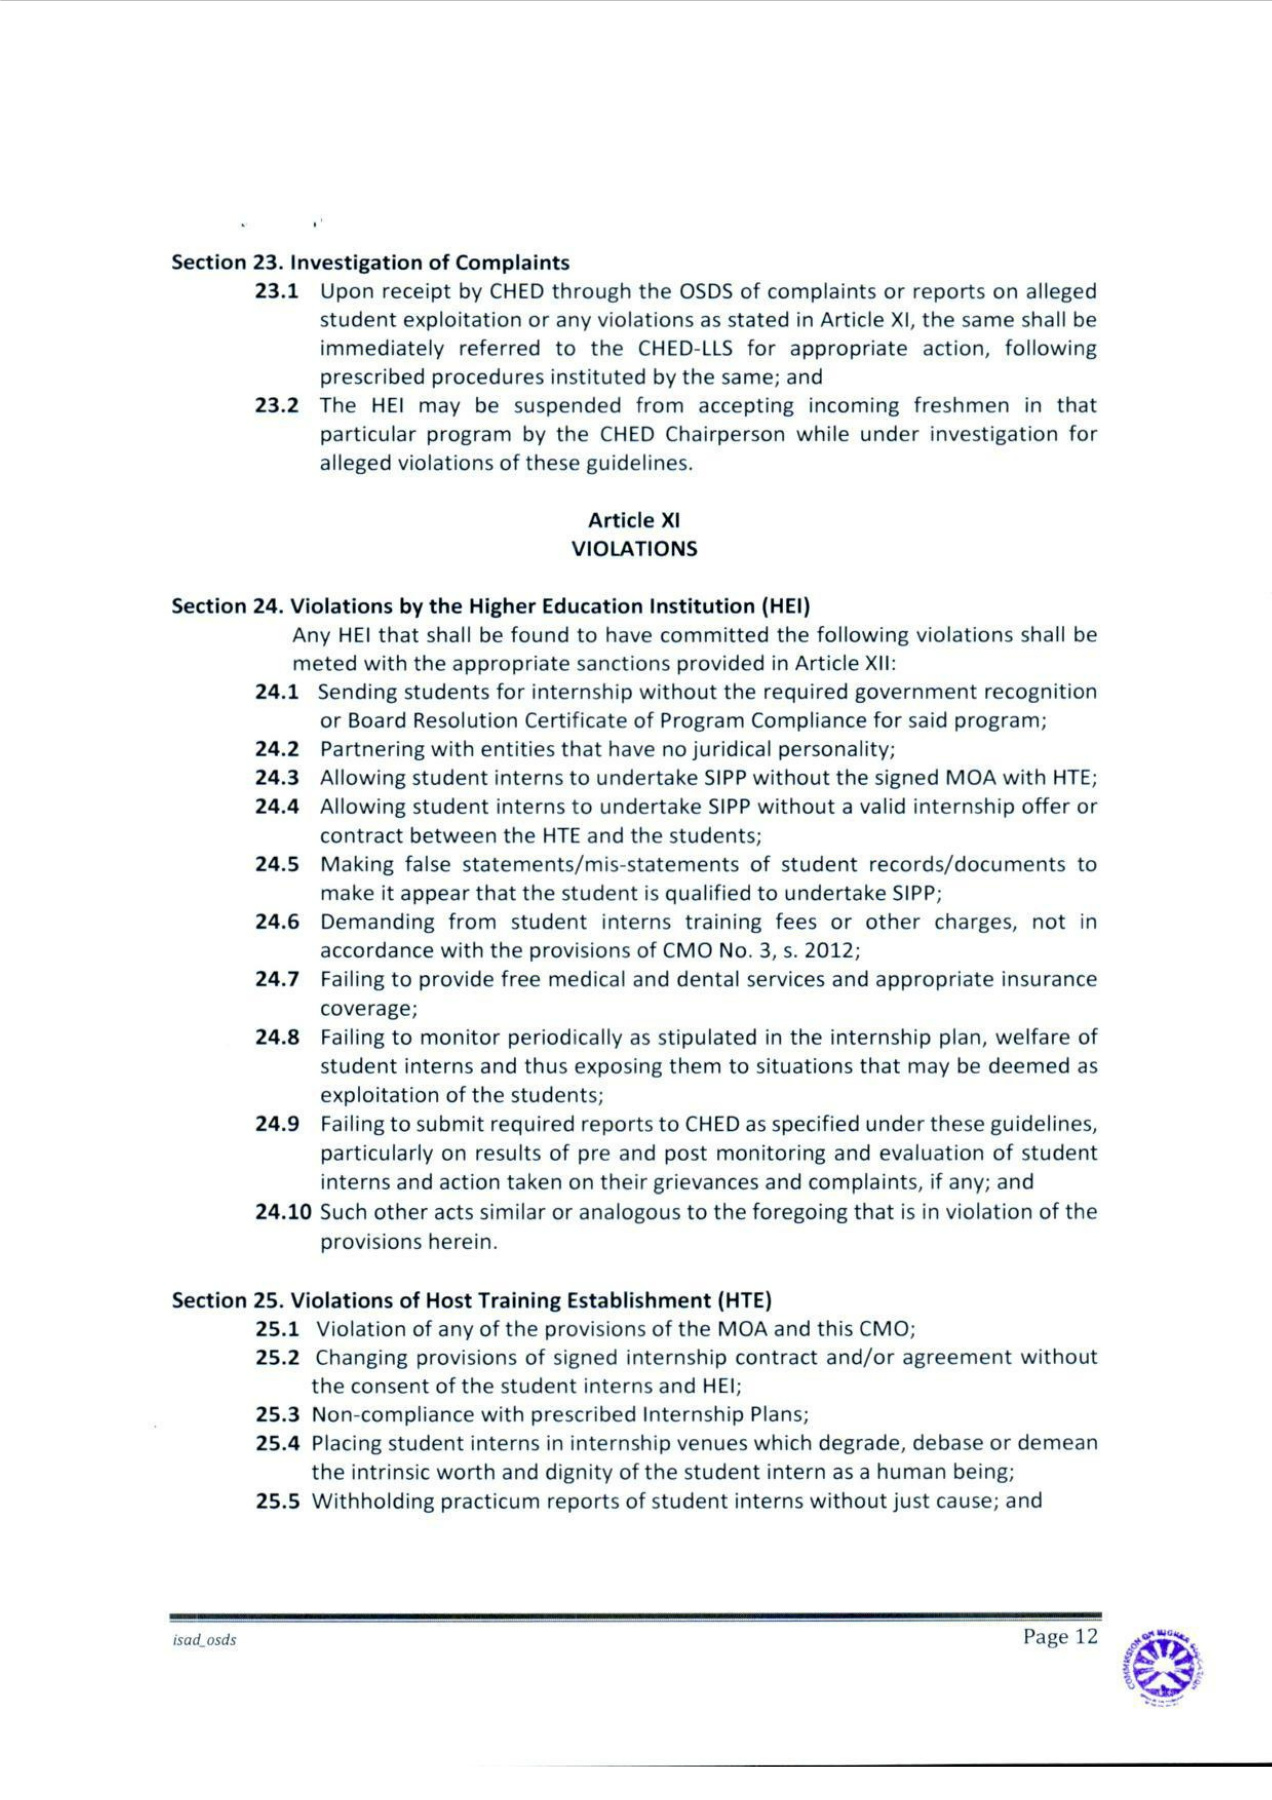 Section 23. Investigation of Complaints
23.1 Upon receipt by CHED through the OSDS of complaints or reports on alleged
student exploitation or any violations as stated in Article XI, the same shall be
immediately referred to the CHED-LLS for appropriate action, following
prescribed procedures instituted by the same; and
23.2 The HEI may be suspended from accepting incoming freshmen in that
particular program by the CHED Chairperson while under investigation for
alleged violations of these guidelines.
Article XI
VIOLATIONS
Section 24. Violations by the Higher Education Institution (HEI)
Any HEI that shall be found to have committed the following violations shall be
meted with the appropriate sanctions provided in Article XII:
24.1 Sending students for internship without the required government recognition
or Board Resolution Certificate of Program Compliance for said program;
24.2 Partnering with entities that have no juridical personality;
24.3 Allowing student interns to undertake SIPP without the signed MOA with HTE;
24.4 Allowing student interns to undertake SIPP without a valid internship offer or
contract between the HTE and the students;
24.5 Making false statements/mis-statements of student records/documents to
make it appear that the student is qualified to undertake SIPP;
24.6 Demanding from student interns training fees or other charges, not in
accordance with the provisions of CMO No. 3, s. 2012;
24.7 Failing to provide free medical and dental services and appropriate insurance
coverage;
24.8 Failing to monitor periodically as stipulated in the internship plan, welfare of
student interns and thus exposing them to situations that may be deemed as
exploitation of the students;
24.9 Failing to submit required reports to CHED as specified under these guidelines,
particularly on results of pre and post monitoring and evaluation of student
interns and action taken on their grievances and complaints, if any; and
24.10 Such other acts similar or analogous to the foregoing that is in violation of the
provisions herein.
Section 25. Violations of Host Training Establishment (HTE)
25.1 Violation of any of the provisions of the MOA and this CMO;
25.2 Changing provisions of signed internship contract and/or agreement without
the consent of the student interns and HEI;
25.3 Non-compliance with prescribed Internship Plans;
25.4 Placing student interns in internship venues which degrade, debase or demean
the intrinsic worth and dignity of the student intern as a human being;
25.5 Withholding practicum reports of student interns without just cause; and
isad_osds
Page 12
COMMISSION ON HIGHER